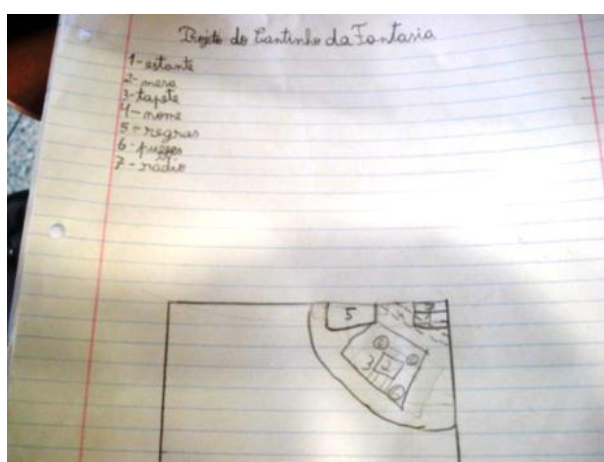 Projeto do Cantinho da Fantasia
1- estante
2- mesa
3- tapete
4- nome
5- regras
6- puffes
7- rádio
5
3
2